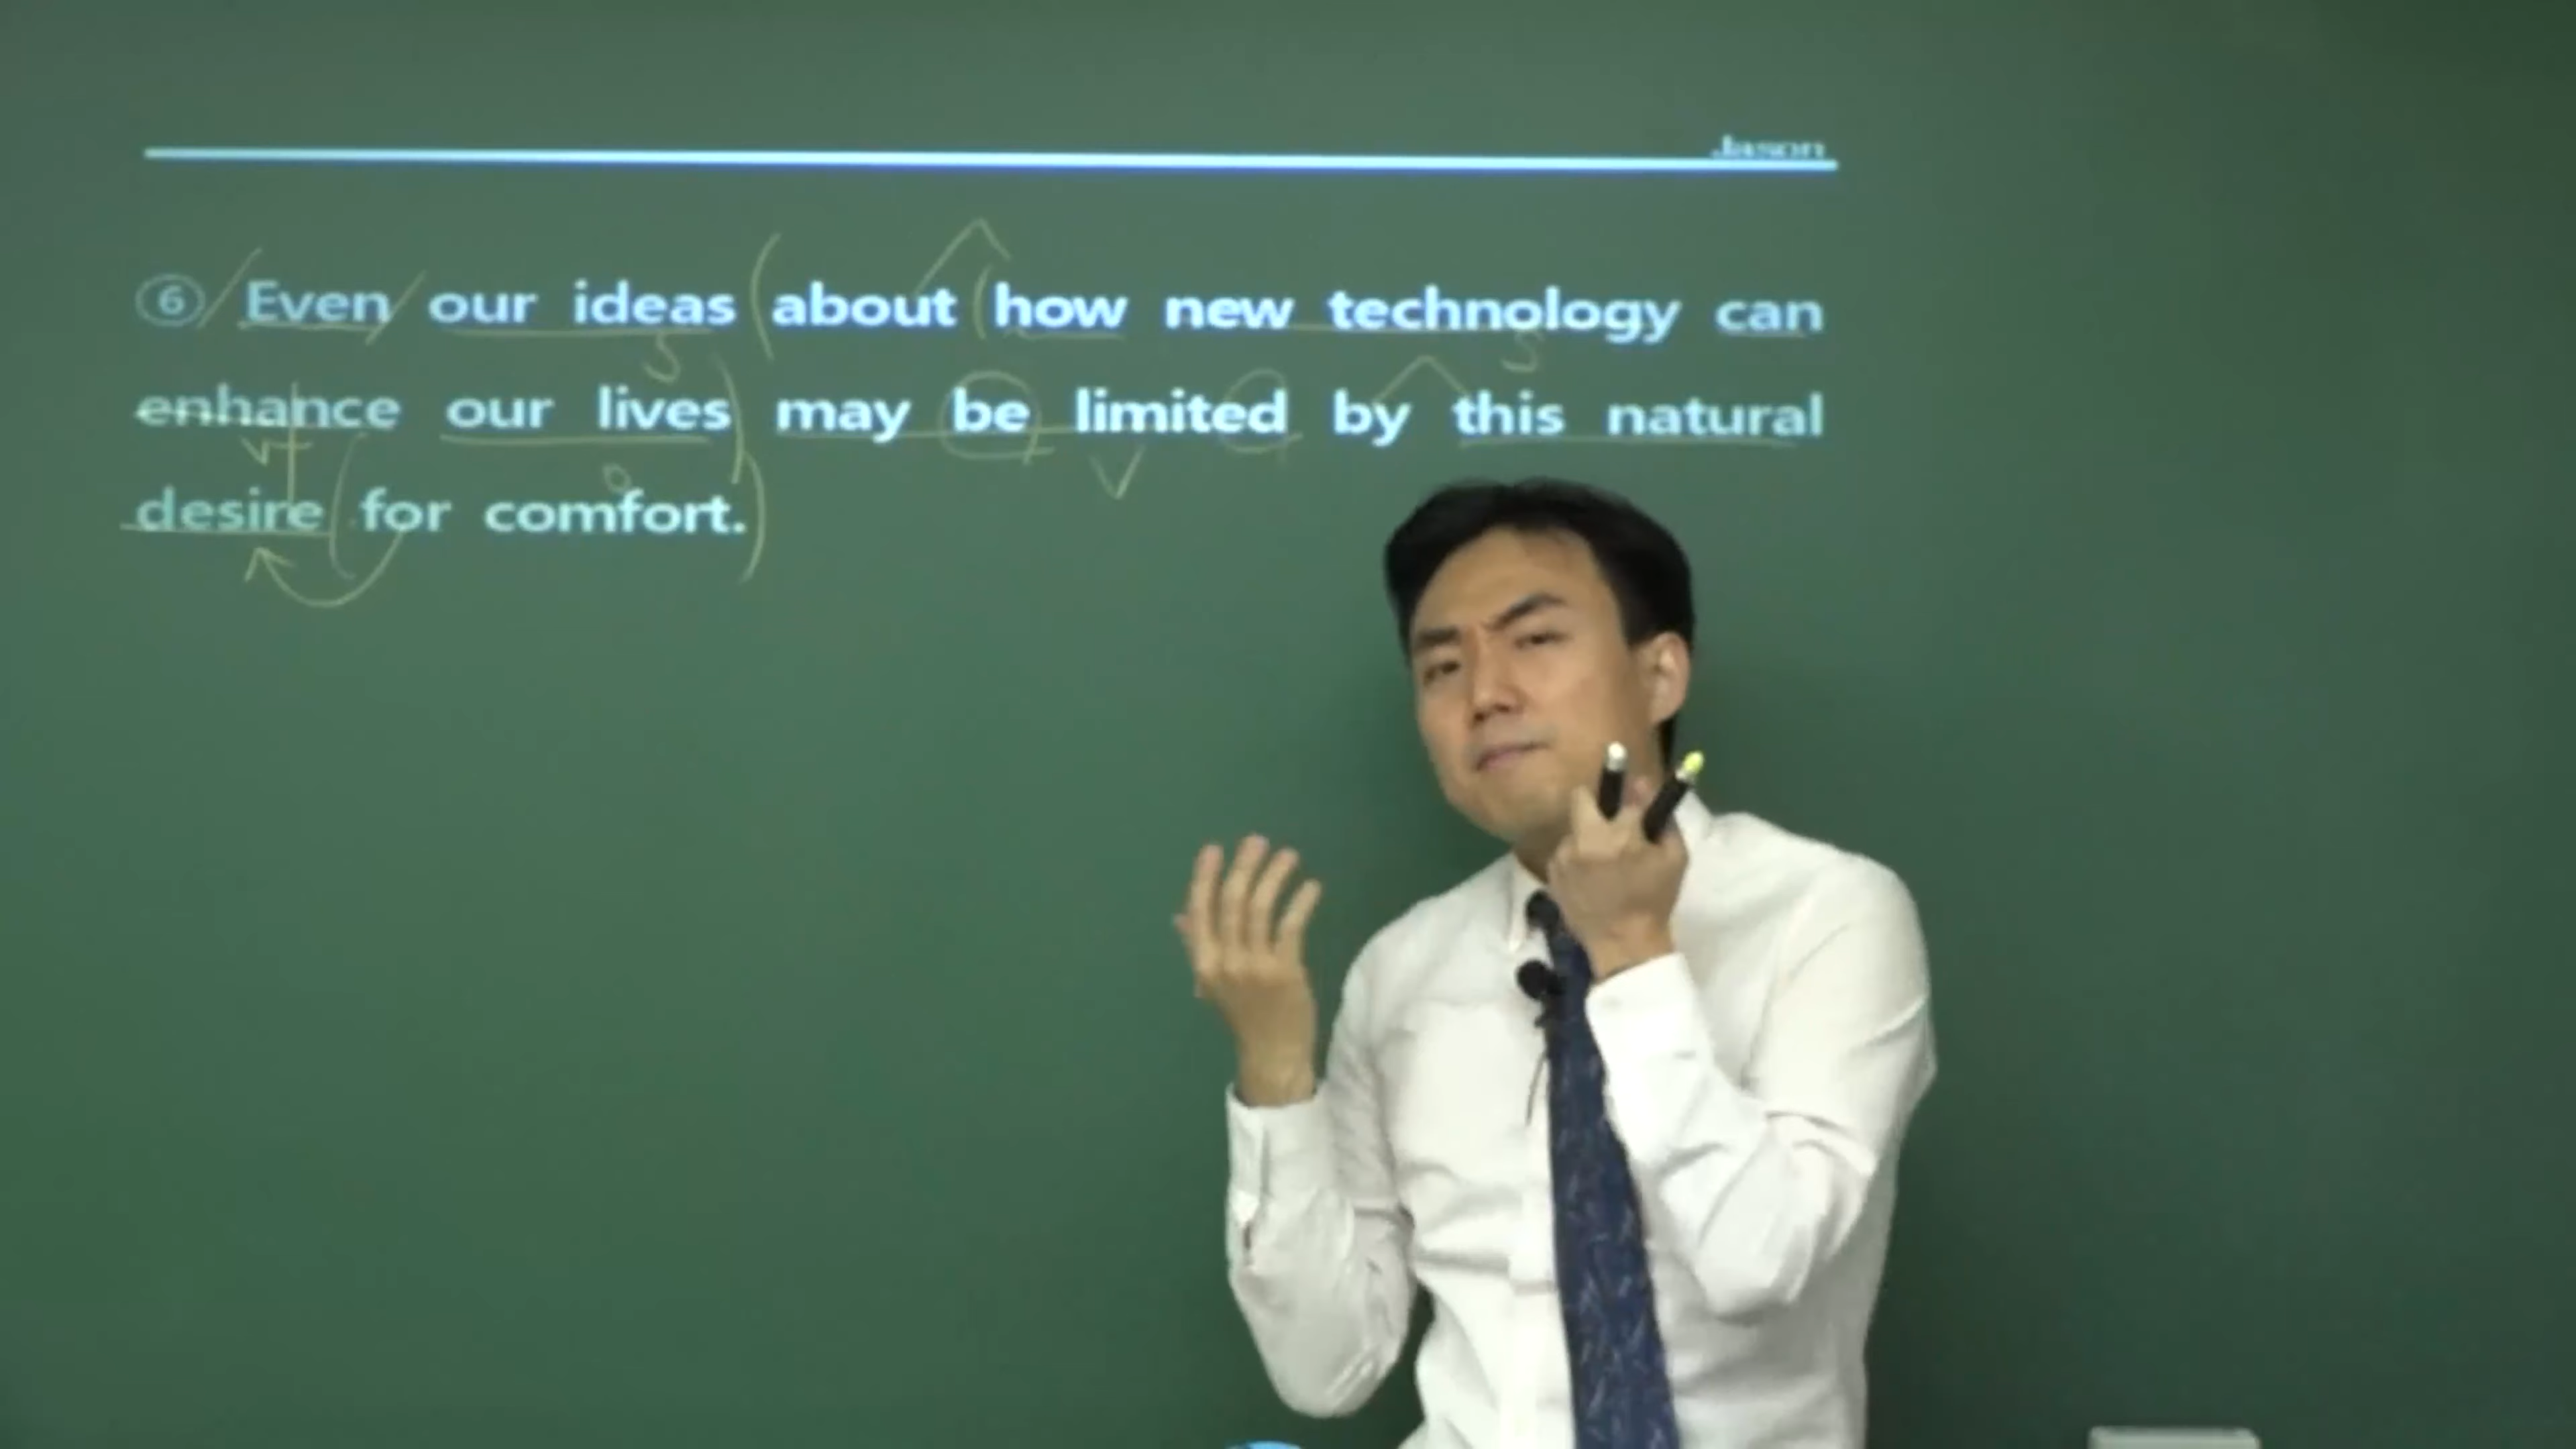 Jason
⑥ Even our ideas about how new technology can
enhance our lives may be limited by this natural
desire for comfort.
S
S
V
O
V